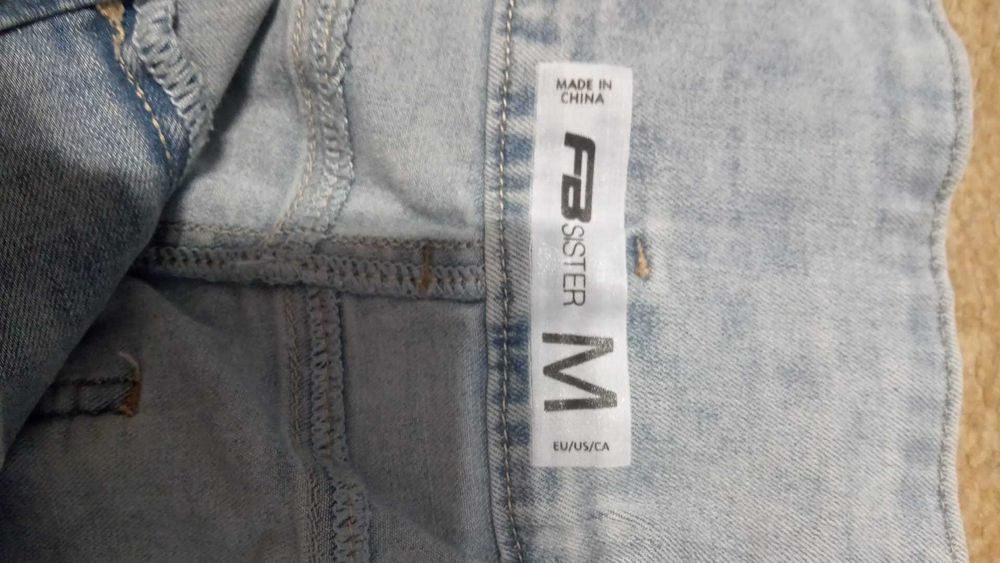 MADE IN
CHINA
FB
SISTER
M
EU/US/CA